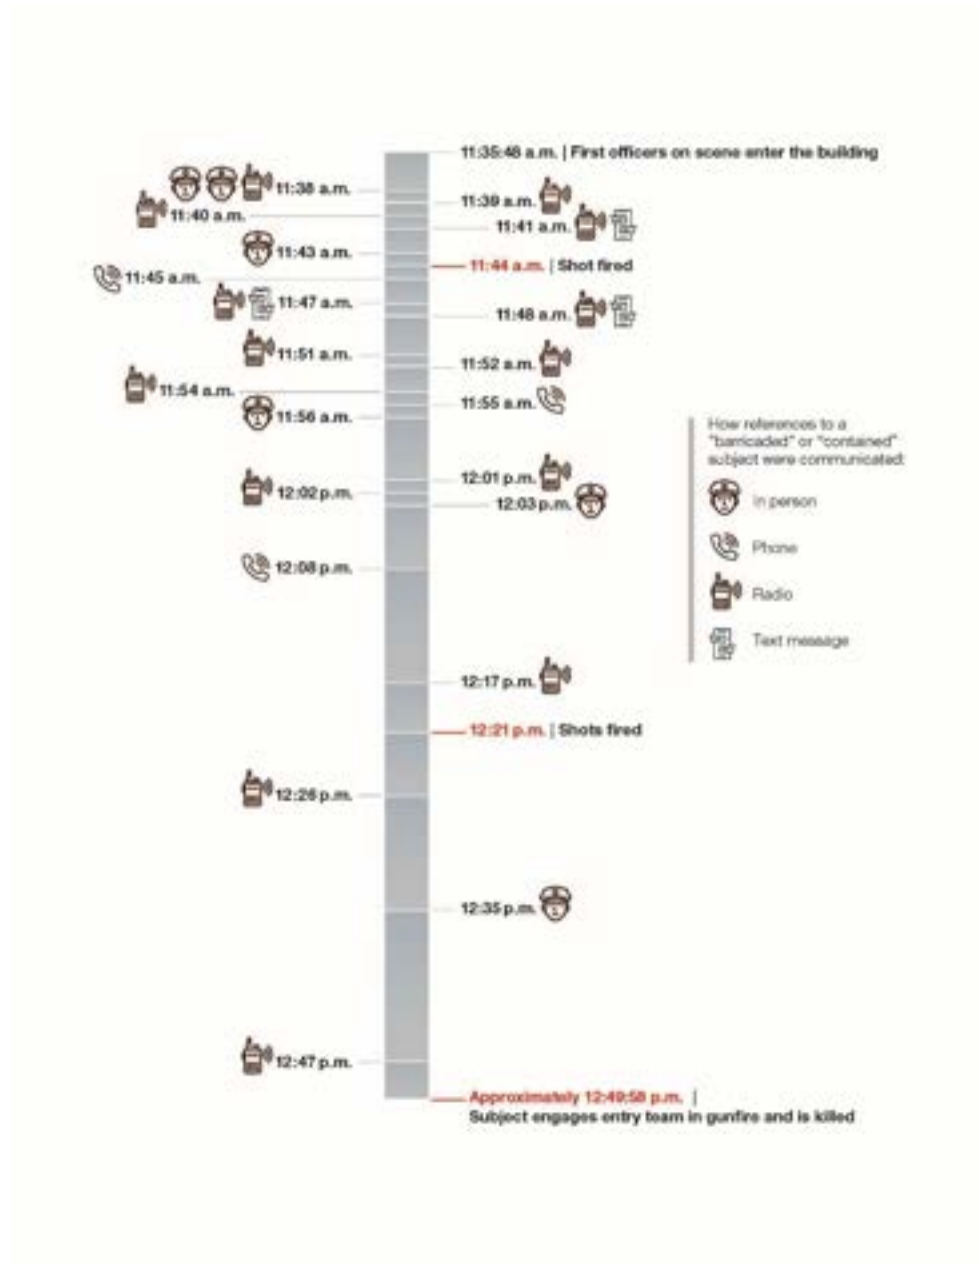 11:35:48 a.m. | First officers on scene enter the building
11:38 a.m.
11:39 a.m.
11:40 a.m.
11:41 a.m.
11:43 a.m.
11:44 a.m. | Shot fired
11:45 a.m.
11:47 a.m.
11:48 a.m.
11:51 a.m.
11:52 a.m.
11:54 a.m.
11:55 a.m.
11:56 a.m.
How references to a
"barricaded" or "contained"
subject were communicated:
In person
Phone
Radio
Text message
12:01 p.m.
12:02 p.m.
12:03 p.m.
12:08 p.m.
12:17 p.m.
12:21 p.m. | Shots fired
12:26 p.m.
12:35 p.m.
12:47 p.m.
Approximately 12:49:58 p.m. |
Subject engages entry team in gunfire and is killed